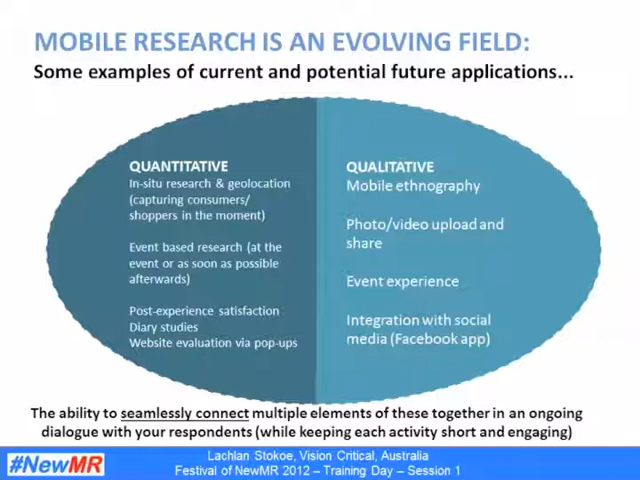 MOBILE RESEARCH IS AN EVOLVING FIELD:
Some examples of current and potential future applications...
QUANTITATIVE
In-situ research & geolocation
(capturing consumers/
shoppers in the moment)
Event based research (at the
event or as soon as possible
afterwards)
Post-experience satisfaction
Diary studies
Website evaluation via pop-ups
QUALITATIVE
Mobile ethnography
Photo/video upload and
share
Event experience
Integration with social
media (Facebook app)
The ability to seamlessly connect multiple elements of these together in an ongoing
dialogue with your respondents (while keeping each activity short and engaging)
#NewMR
Lachlan Stokoe, Vision Critical, Australia
Festival of NewMR 2012 – Training Day – Session 1